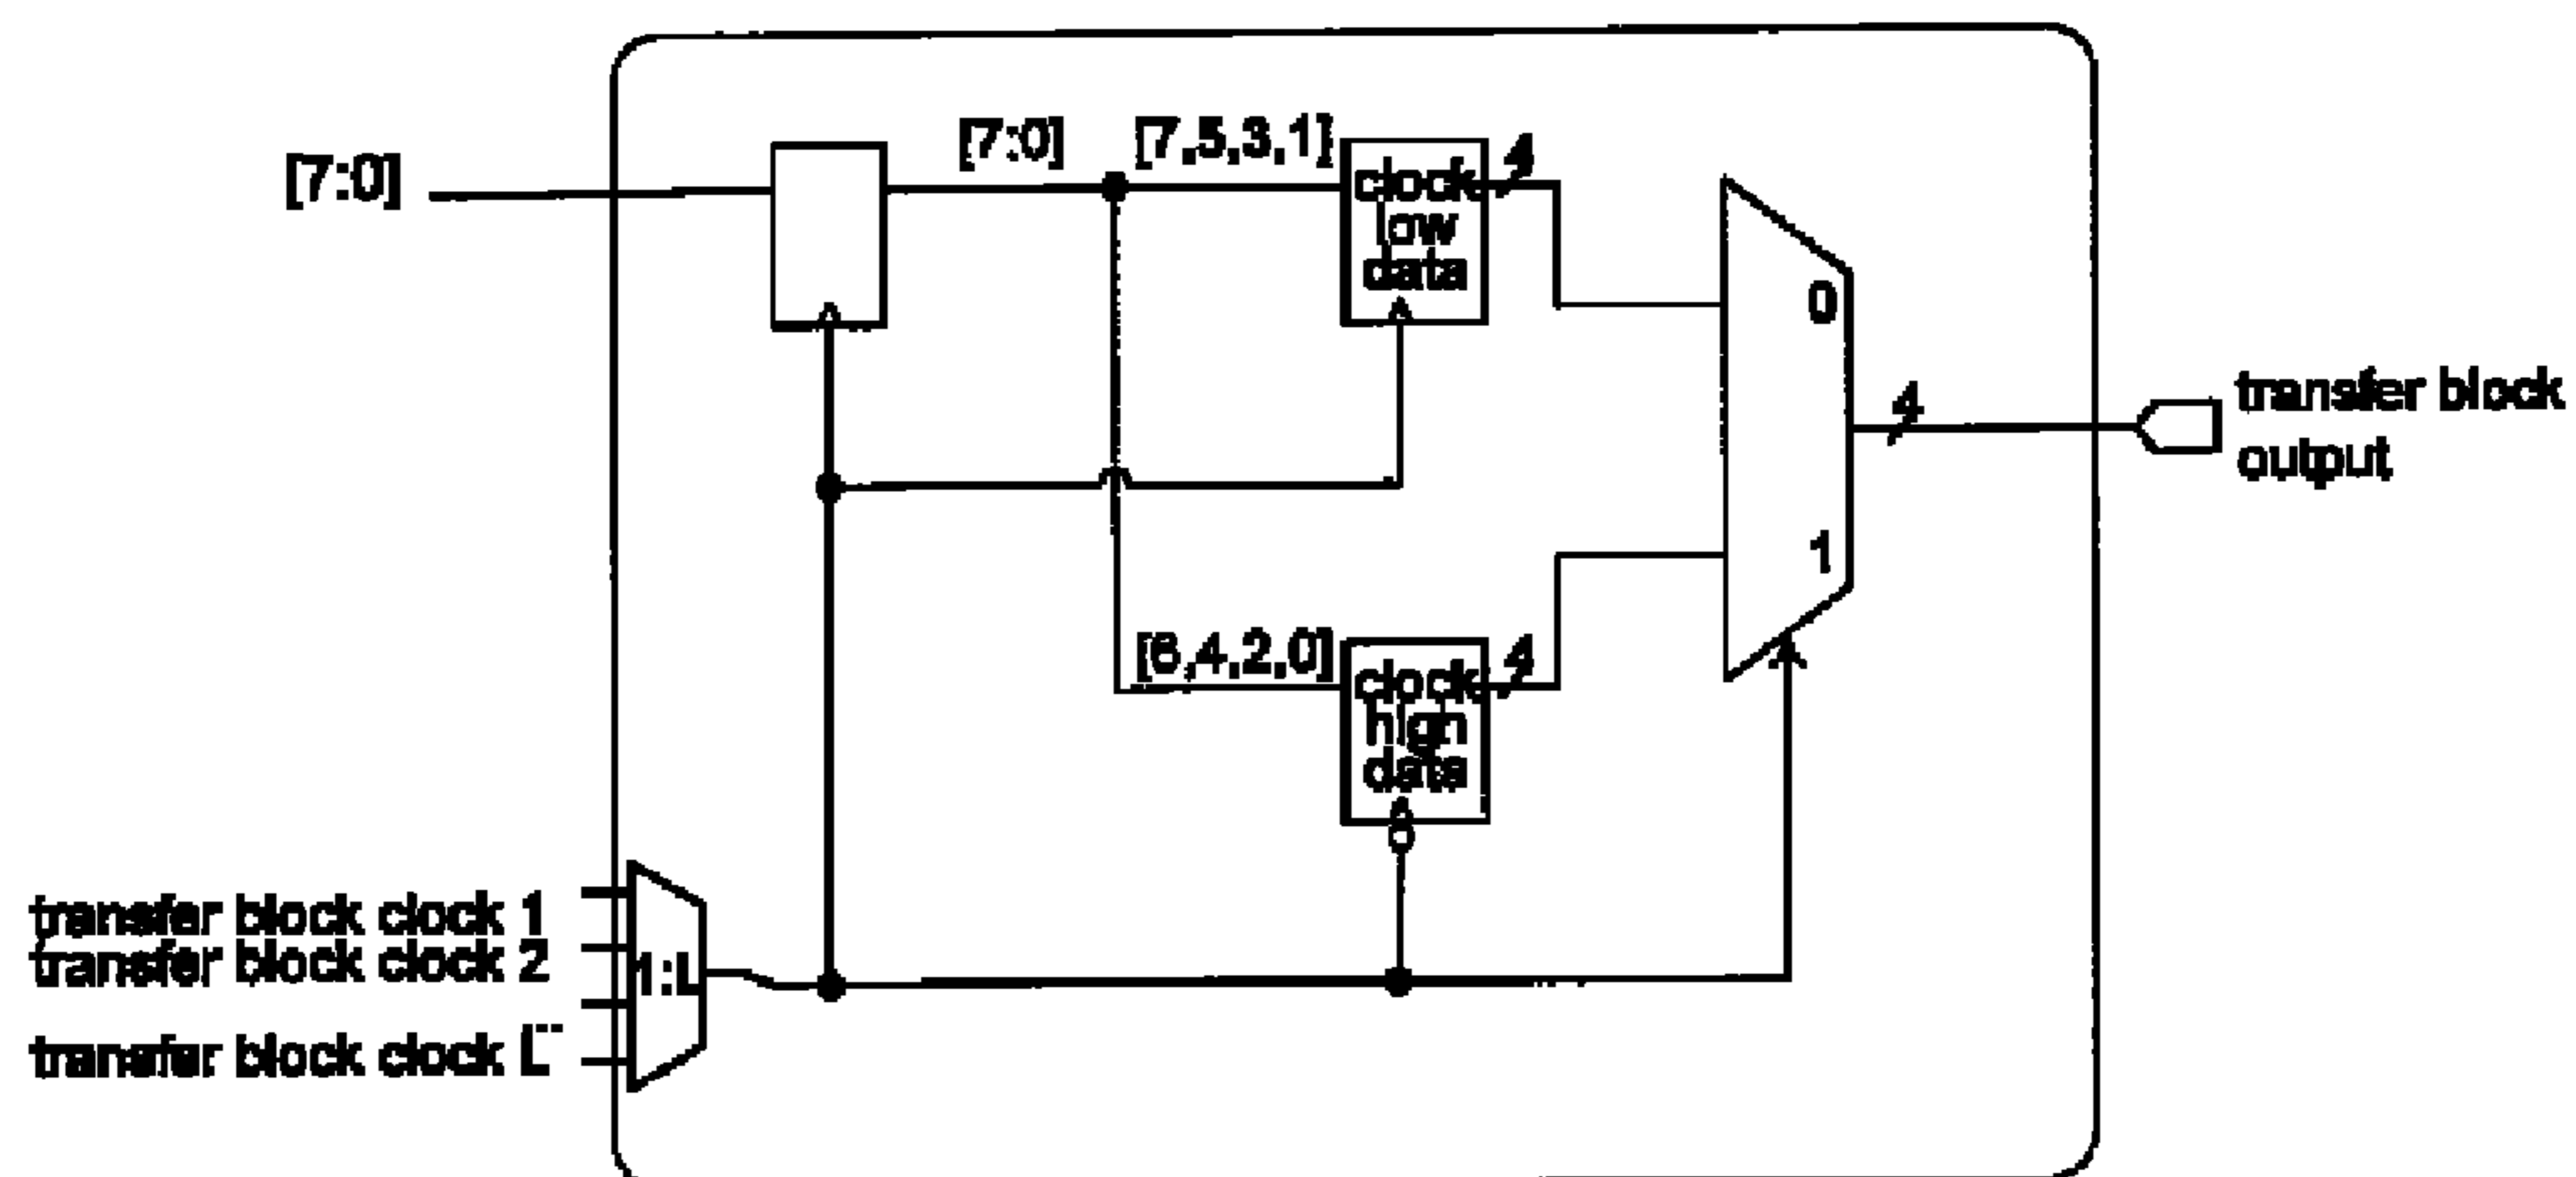 [7:0]
[7:0]
[7,5,3,1]
clock
low
data
4
0
4
transfer block
output
1
[6,4,2,0]
clock
high
data
4
transfer block clock 1
transfer block clock 2
...
transfer block clock L
1:L